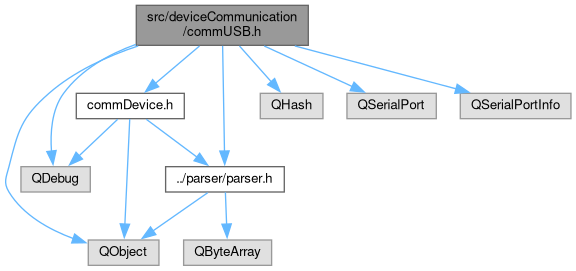 src/deviceCommunication
/commUSB.h
commDevice.h
QHash
QSerialPort
QSerialPortInfo
QDebug
../parser/parser.h
QObject
QByteArray